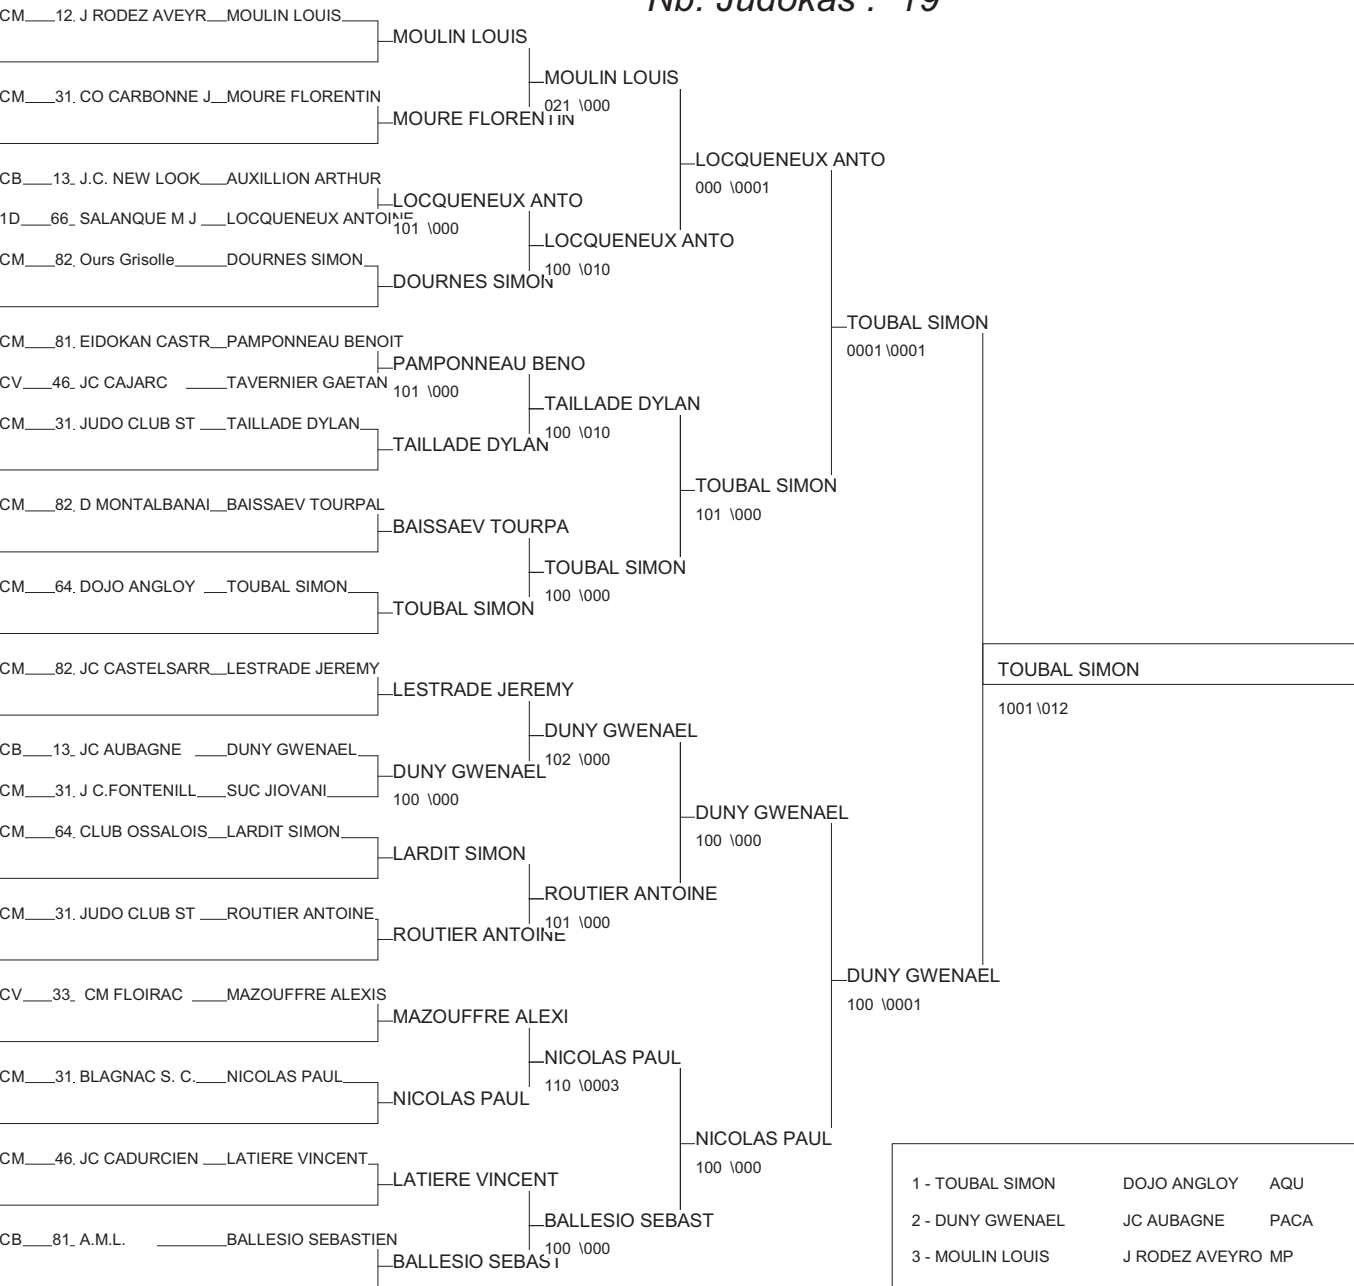 Nb. Judokas : 19
CM 12. J RODEZ AVEYR MOULIN LOUIS
MOULIN LOUIS
MOULIN LOUIS
021 \000
CM 31. CO CARBONNE J MOURE FLORENTIN
MOURE FLORENTIN
LOCQUENEUX ANTO
000 \0001
CB 13_ J.C. NEW LOOK AUXILLION ARTHUR
LOCQUENEUX ANTO
101 \000
1D 66_ SALANQUE M J LOCQUENEUX ANTOINE
LOCQUENEUX ANTO
100 \010
CM 82. Ours Grisolle DOURNES SIMON
DOURNES SIMON
TOUBAL SIMON
0001 \0001
CM 81. EIDOKAN CASTR PAMPONNEAU BENOIT
PAMPONNEAU BENO
101 \000
CV 46_ JC CAJARC TAVERNIER GAETAN
TAILLADE DYLAN
100 \010
CM 31. JUDO CLUB ST TAILLADE DYLAN
TAILLADE DYLAN
TOUBAL SIMON
101 \000
CM 82. D MONTALBANAI BAISSAEV TOURPAL
BAISSAEV TOURPA
TOUBAL SIMON
100 \000
CM 64. DOJO ANGLOY TOUBAL SIMON
TOUBAL SIMON
TOUBAL SIMON
1001 \012
CM 82. JC CASTELSARR LESTRADE JEREMY
LESTRADE JEREMY
DUNY GWENAEL
102 \000
CB 13_ JC AUBAGNE DUNY GWENAEL
DUNY GWENAEL
100 \000
CM 31. J C.FONTENILL SUC JIOVANI
DUNY GWENAEL
100 \000
CM 64. CLUB OSSALOIS LARDIT SIMON
LARDIT SIMON
ROUTIER ANTOINE
101 \000
CM 31. JUDO CLUB ST ROUTIER ANTOINE
ROUTIER ANTOINE
DUNY GWENAEL
100 \0001
CV 33_ CM FLOIRAC MAZOUFFRE ALEXIS
MAZOUFFRE ALEXI
NICOLAS PAUL
110 \0003
CM 31. BLAGNAC S. C. NICOLAS PAUL
NICOLAS PAUL
NICOLAS PAUL
100 \000
CM 46. JC CADURCIEN LATIERE VINCENT
LATIERE VINCENT
BALLESIO SEBAST
100 \000
CB 81_ A.M.L. BALLESIO SEBASTIEN
BALLESIO SEBAST
1 - TOUBAL SIMON DOJO ANGLOY AQU
2 - DUNY GWENAEL JC AUBAGNE PACA
3 - MOULIN LOUIS J RODEZ AVEYRO MP